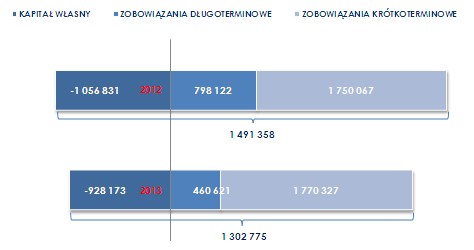 KAPITAŁ WŁASNY ZOBOWIĄZANIA DŁUGOTERMINOWE ZOBOWIĄZANIA KRÓTKOTERMINOWE
-1 056 831 2012 798 122 1 750 067
1 491 358
-928 173 2013 460 621 1 770 327
1 302 775